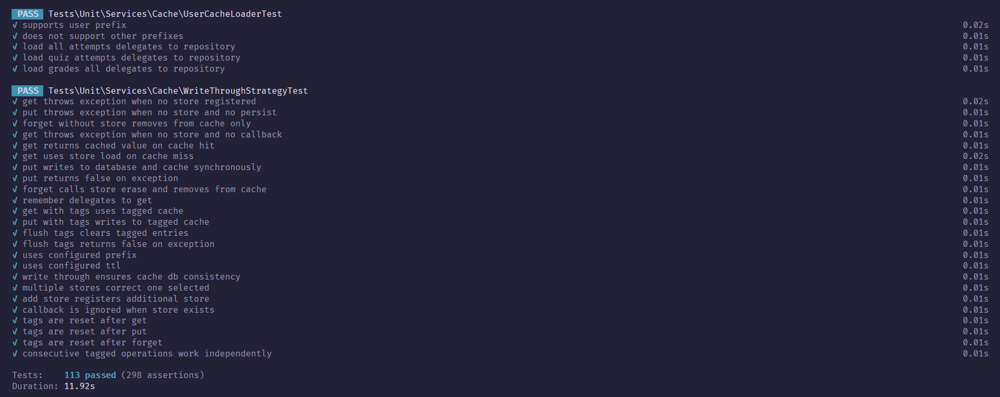 PASS Tests\Unit\Services\Cache\UserCacheLoaderTest
✓ supports user prefix 0.02s
✓ does not support other prefixes 0.01s
✓ load all attempts delegates to repository 0.01s
✓ load quiz attempts delegates to repository 0.01s
✓ load grades all delegates to repository 0.01s
PASS Tests\Unit\Services\Cache\WriteThroughStrategyTest
✓ get throws exception when no store registered 0.02s
✓ put throws exception when no store and no persist 0.01s
✓ forget without store removes from cache only 0.01s
✓ get throws exception when no store and no callback 0.01s
✓ get returns cached value on cache hit 0.01s
✓ get uses store load on cache miss 0.02s
✓ put writes to database and cache synchronously 0.01s
✓ put returns false on exception 0.01s
✓ forget calls store erase and removes from cache 0.01s
✓ remember delegates to get 0.01s
✓ get with tags uses tagged cache 0.01s
✓ put with tags writes to tagged cache 0.01s
✓ flush tags clears tagged entries 0.01s
✓ flush tags returns false on exception 0.01s
✓ uses configured prefix 0.01s
✓ uses configured ttl 0.01s
✓ write through ensures cache db consistency 0.01s
✓ multiple stores correct one selected 0.01s
✓ add store registers additional store 0.01s
✓ callback is ignored when store exists 0.01s
✓ tags are reset after get 0.01s
✓ tags are reset after put 0.01s
✓ tags are reset after forget 0.01s
✓ consecutive tagged operations work independently 0.01s
Tests: 113 passed (298 assertions)
Duration: 11.92s